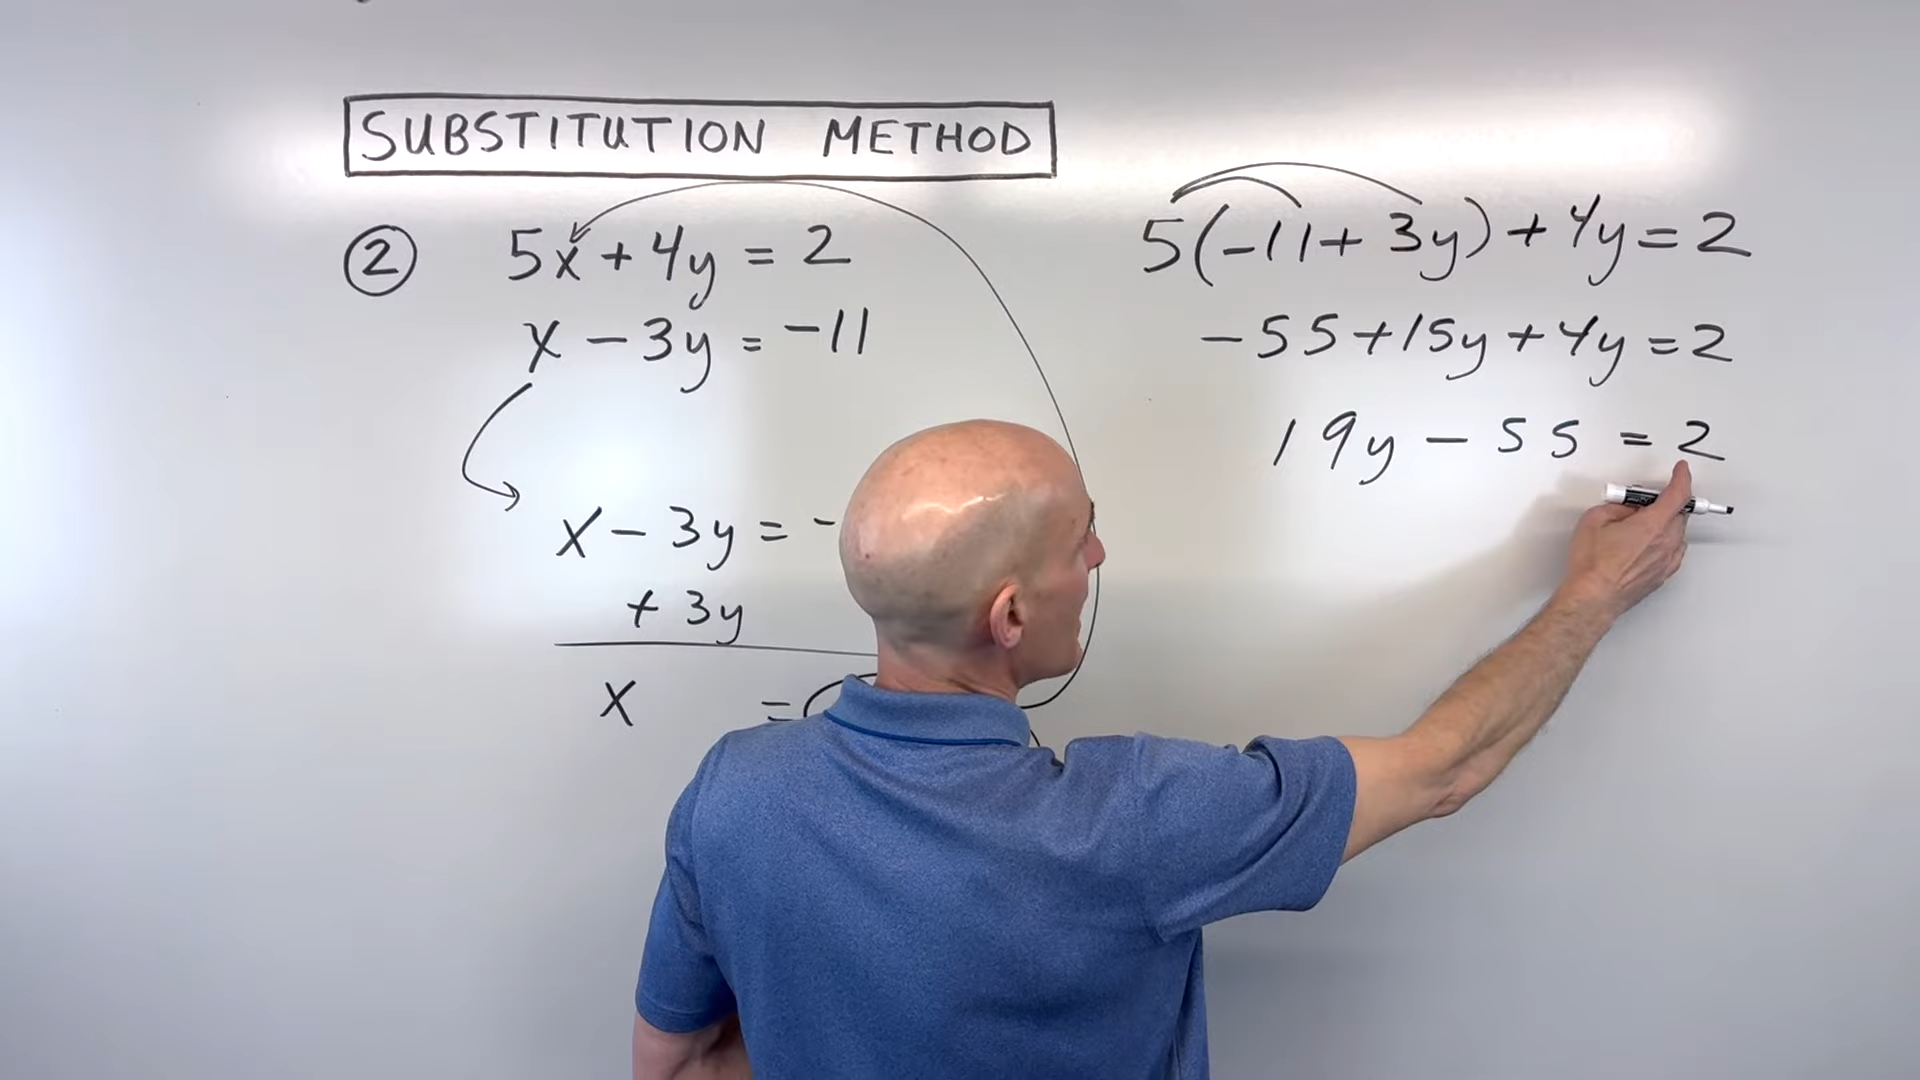 SUBSTITUTION METHOD
② 5x + 4y = 2
x - 3y = -11
x - 3y = -
+ 3y
x =
5(-11 + 3y) + 4y = 2
-55 + 15y + 4y = 2
19y - 55 = 2